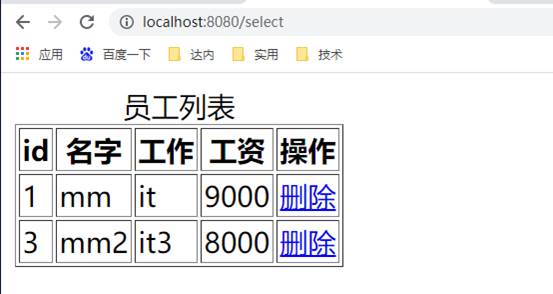 localhost:8080/select
应用 百度一下 达内 实用 技术
员工列表
id 名字 工作 工资 操作
1 mm it 9000 删除
3 mm2 it3 8000 删除